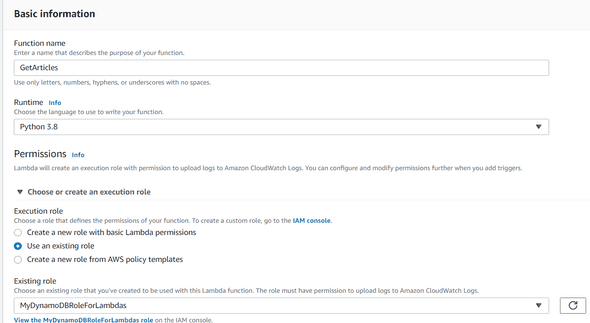 Basic information
Function name
Enter a name that describes the purpose of your function.
GetArticles
Use only letters, numbers, hyphens, or underscores with no spaces.
Runtime Info
Choose the language to use to write your function.
Python 3.8
Permissions Info
Lambda will create an execution role with permission to upload logs to Amazon CloudWatch Logs. You can configure and modify permissions further when you add triggers.
Choose or create an execution role
Execution role
Choose a role that defines the permissions of your function. To create a custom role, go to the IAM console.
Create a new role with basic Lambda permissions
Use an existing role
Create a new role from AWS policy templates
Existing role
Choose an existing role that you've created to be used with this Lambda function. The role must have permission to upload logs to Amazon CloudWatch Logs.
MyDynamoDBRoleForLambdas
View the MyDynamoDBRoleForLambdas role on the IAM console.